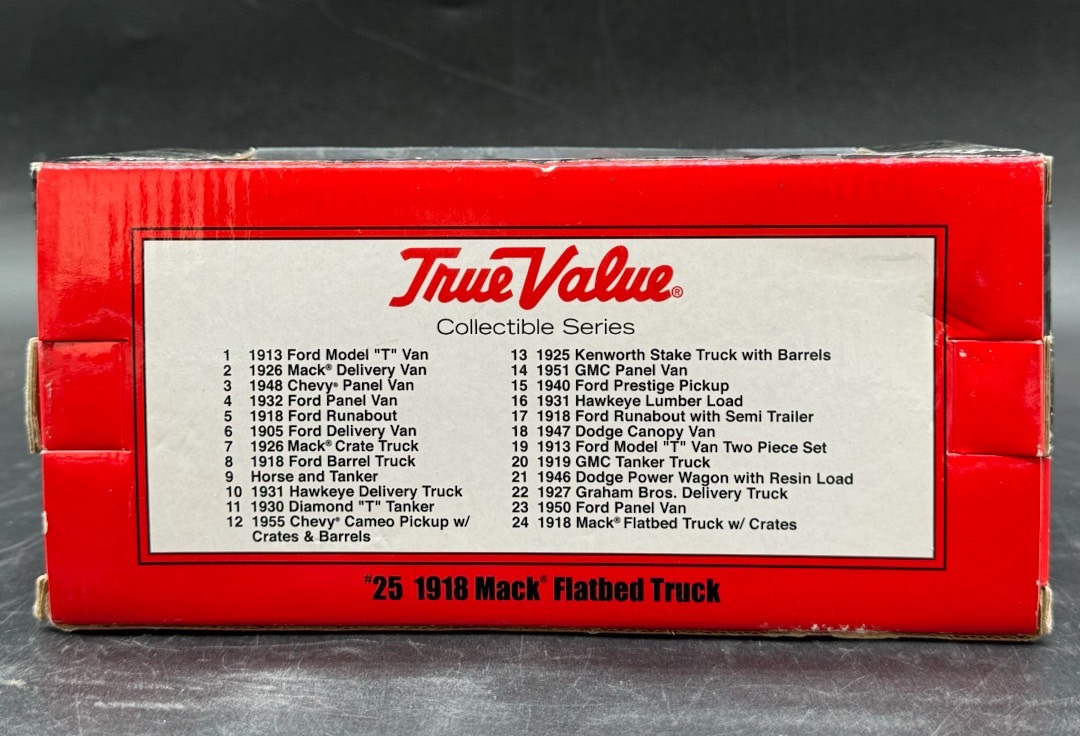 True Value®
Collectible Series
1 1913 Ford Model "T" Van
2 1926 Mack® Delivery Van
3 1948 Chevy® Panel Van
4 1932 Ford Panel Van
5 1918 Ford Runabout
6 1905 Ford Delivery Van
7 1926 Mack® Crate Truck
8 1918 Ford Barrel Truck
9 Horse and Tanker
10 1931 Hawkeye Delivery Truck
11 1930 Diamond "T" Tanker
12 1955 Chevy® Cameo Pickup w/
Crates & Barrels
13 1925 Kenworth Stake Truck with Barrels
14 1951 GMC Panel Van
15 1940 Ford Prestige Pickup
16 1931 Hawkeye Lumber Load
17 1918 Ford Runabout with Semi Trailer
18 1947 Dodge Canopy Van
19 1913 Ford Model "T" Van Two Piece Set
20 1919 GMC Tanker Truck
21 1946 Dodge Power Wagon with Resin Load
22 1927 Graham Bros. Delivery Truck
23 1950 Ford Panel Van
24 1918 Mack® Flatbed Truck w/ Crates
#25 1918 Mack® Flatbed Truck